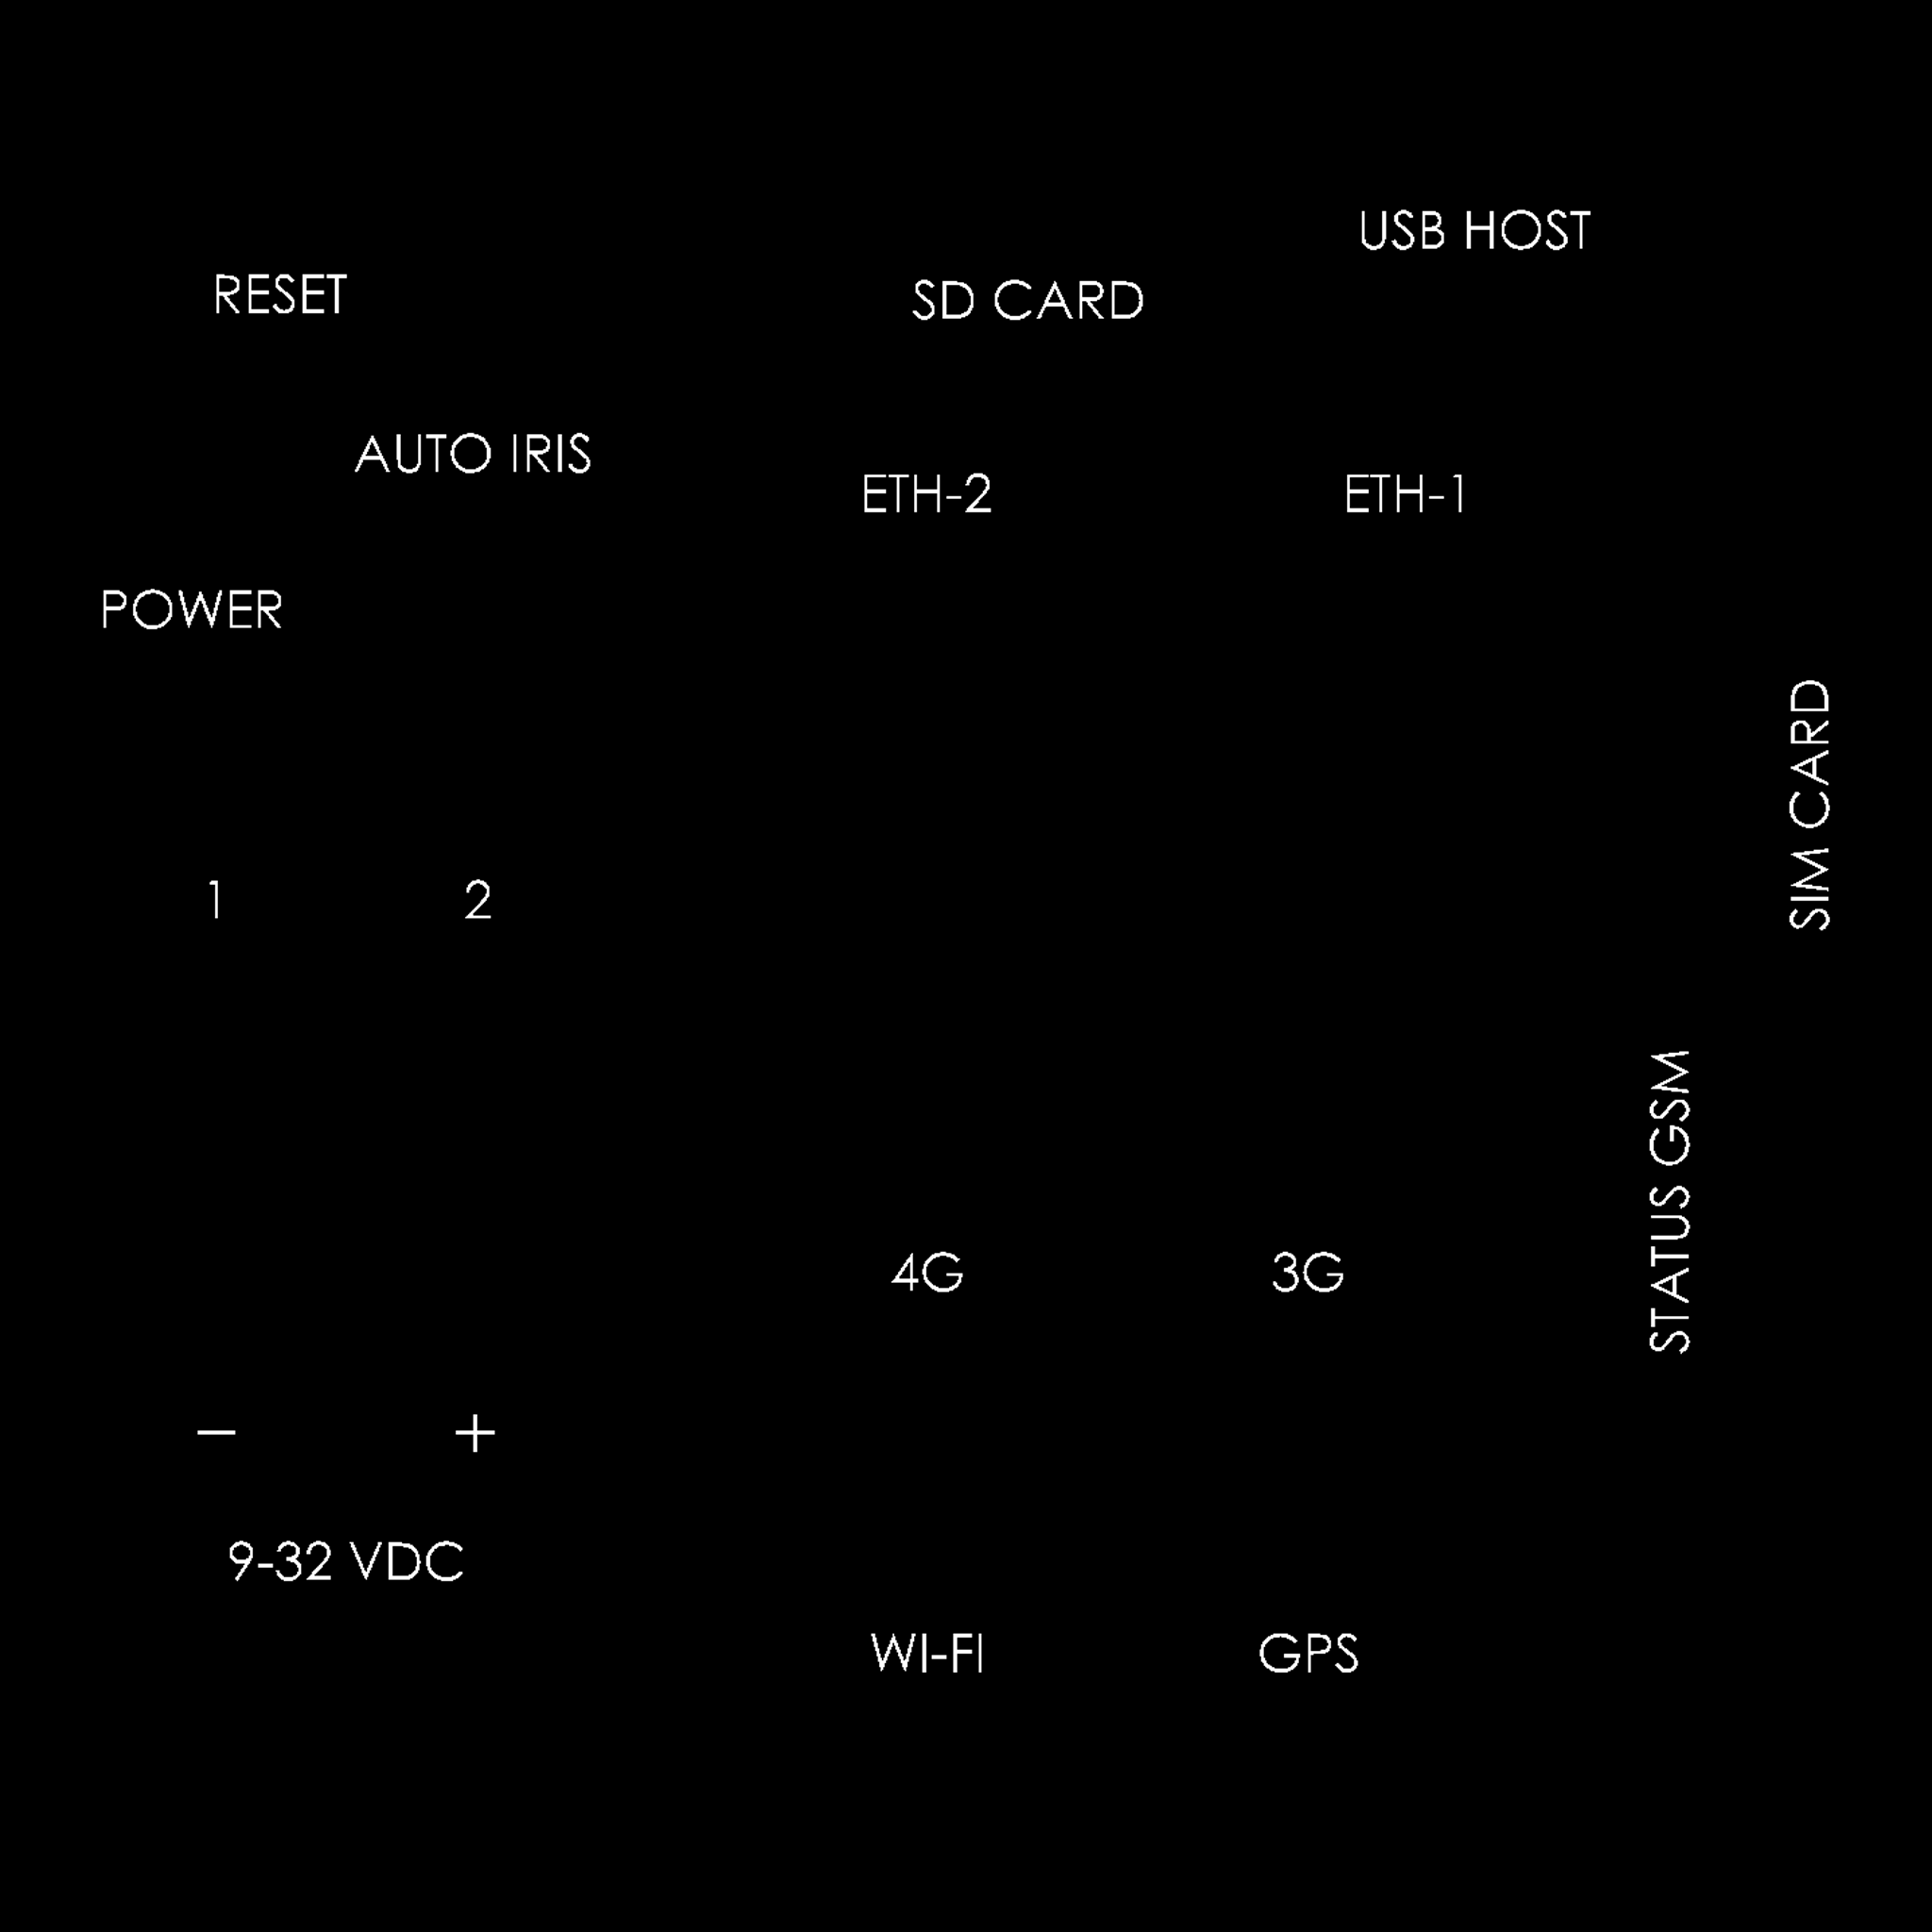 USB HOST
RESET
SD CARD
AUTO IRIS
ETH-2
ETH-1
POWER
SIM CARD
1
2
STATUS GSM
4G
3G
− +
9-32 VDC
WI-FI
GPS